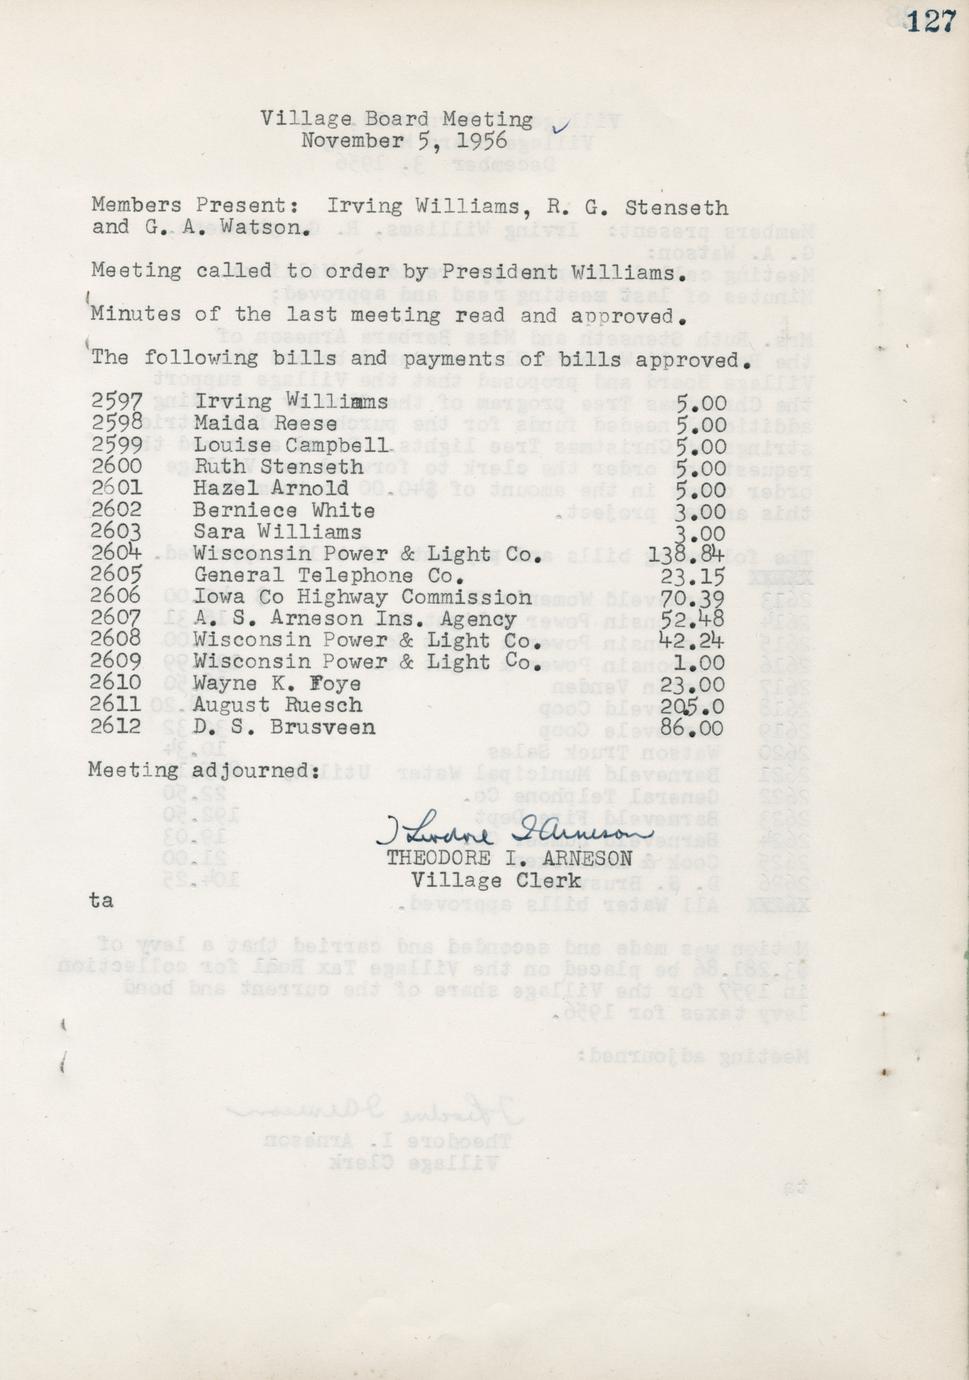 127
Village Board Meeting
November 5, 1956
Members Present: Irving Williams, R. G. Stenseth
and G. A. Watson.
Meeting called to order by President Williams.
Minutes of the last meeting read and approved.
The following bills and payments of bills approved.
2597 Irving Williams 5.00
2598 Maida Reese 5.00
2599 Louise Campbell 5.00
2600 Ruth Stenseth 5.00
2601 Hazel Arnold 5.00
2602 Berniece White 3.00
2603 Sara Williams 3.00
2604 Wisconsin Power & Light Co. 138.84
2605 General Telephone Co. 23.15
2606 Iowa Co Highway Commission 70.39
2607 A. S. Arneson Ins. Agency 52.48
2608 Wisconsin Power & Light Co. 42.24
2609 Wisconsin Power & Light Co. 1.00
2610 Wayne K. Foye 23.00
2611 August Ruesch 205.0
2612 D. S. Brusveen 86.00
Meeting adjourned:
Theodore I Arneson
THEODORE I. ARNESON
Village Clerk
ta